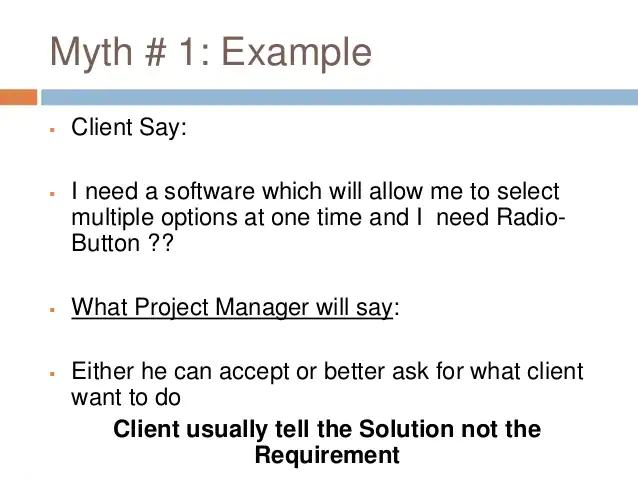 Myth # 1: Example
Client Say:
I need a software which will allow me to select
multiple options at one time and I  need Radio-
Button ??
What Project Manager will say:
Either he can accept or better ask for what client
want to do
Client usually tell the Solution not the
Requirement